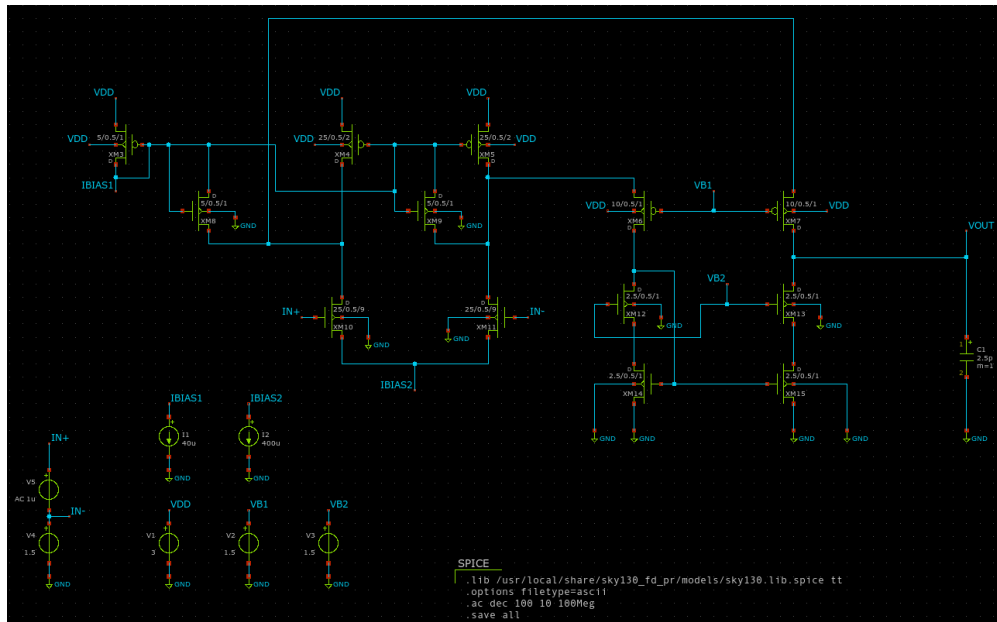 VDD
VDD
VDD
VDD
5/0.5/1
D
XM3
VDD
25/0.5/2
D
XM4
25/0.5/2
D
XM5
VDD
IBIAS1
D
5/0.5/1
XM8
GND
D
5/0.5/1
XM9
GND
VDD
10/0.5/1
D
XM6
VB1
10/0.5/1
D
XM7
VDD
VOUT
IN+
D
25/0.5/9
XM10
GND
D
25/0.5/9
XM11
GND
IN-
IBIAS2
D
2.5/0.5/1
XM12
GND
VB2
D
2.5/0.5/1
XM13
GND
D
2.5/0.5/1
XM14
GND
GND
D
2.5/0.5/1
XM15
GND
GND
1
2
C1
2.5p
m=1
GND
IBIAS1
I1
40u
GND
IBIAS2
I2
400u
GND
IN+
V5
AC 1u
IN-
V4
1.5
GND
VDD
V1
3
GND
VB1
V2
1.5
GND
VB2
V3
1.5
GND
SPICE
.lib /usr/local/share/sky130_fd_pr/models/sky130.lib.spice tt
.options filetype=ascii
.ac dec 100 10 100Meg
.save all